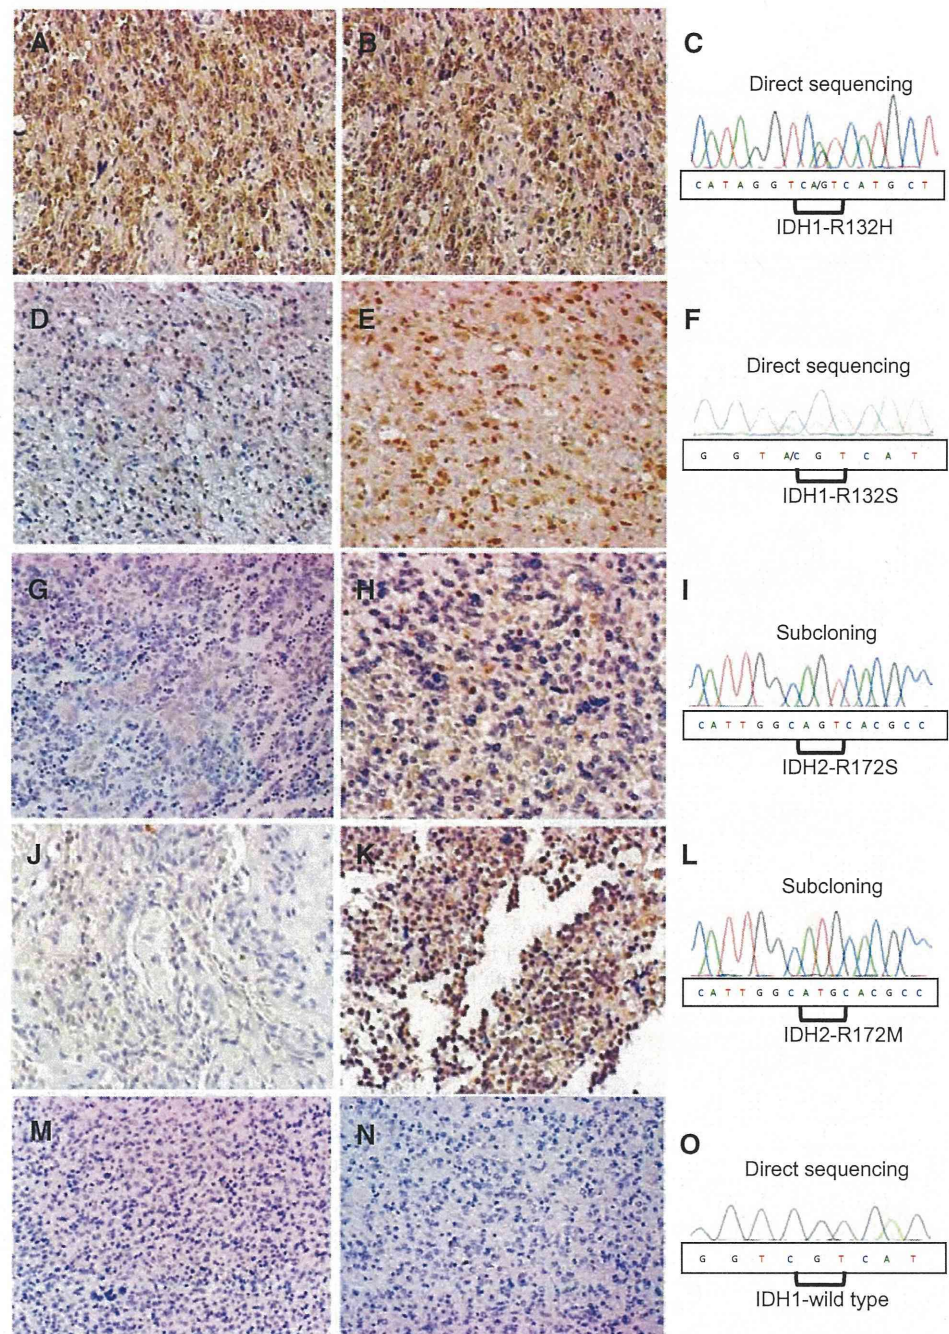 A
B
C
Direct sequencing
C A T A G G T C A/G T C A T G C T
IDH1-R132H
D
E
F
Direct sequencing
G G T A/C G T C A T
IDH1-R132S
G
H
I
Subcloning
C A T T G G C A G T C A C G C C
IDH2-R172S
J
K
L
Subcloning
C A T T G G C A T G C A C G C C
IDH2-R172M
M
N
O
Direct sequencing
G G T C G T C A T
IDH1-wild type